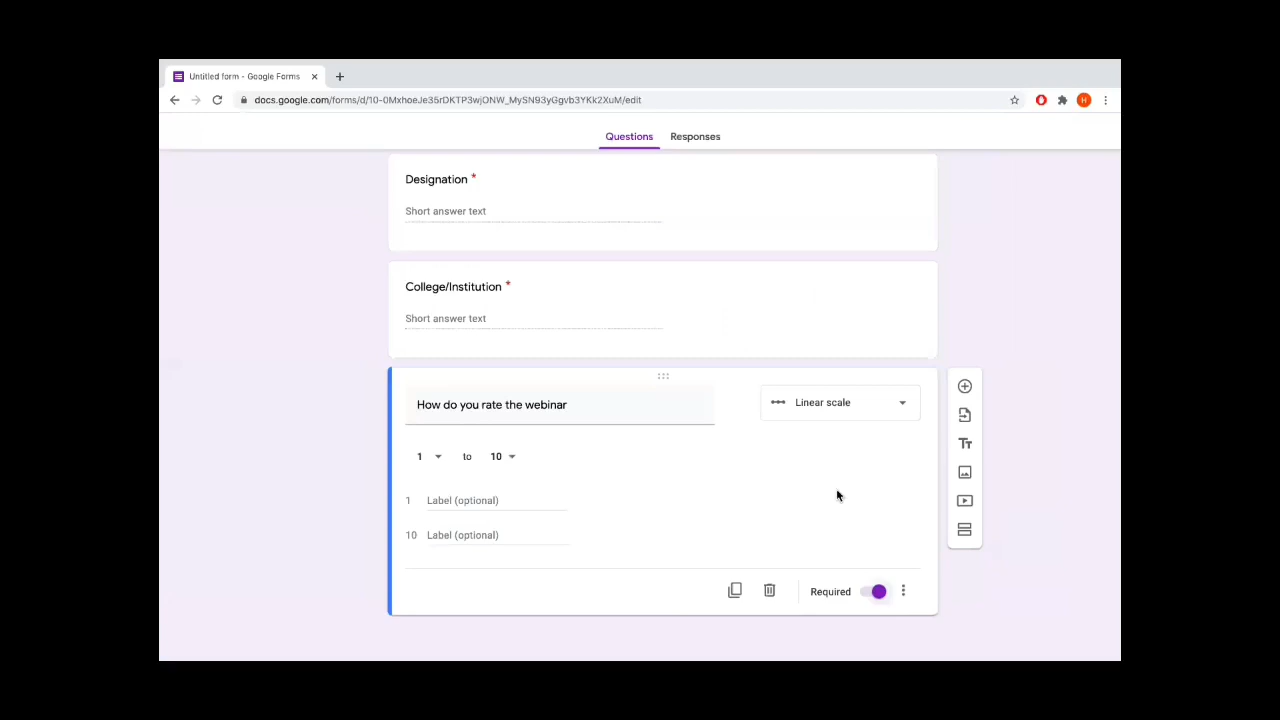 Untitled form - Google Forms
docs.google.com/forms/d/10-0MxhoeJe35rDKTP3wjONW_MySN93yGgvb3YKk2XuM/edit
H
Questions Responses
Designation *
Short answer text
College/Institution *
Short answer text
How do you rate the webinar
Linear scale
1 to 10
1 Label (optional)
10 Label (optional)
Required